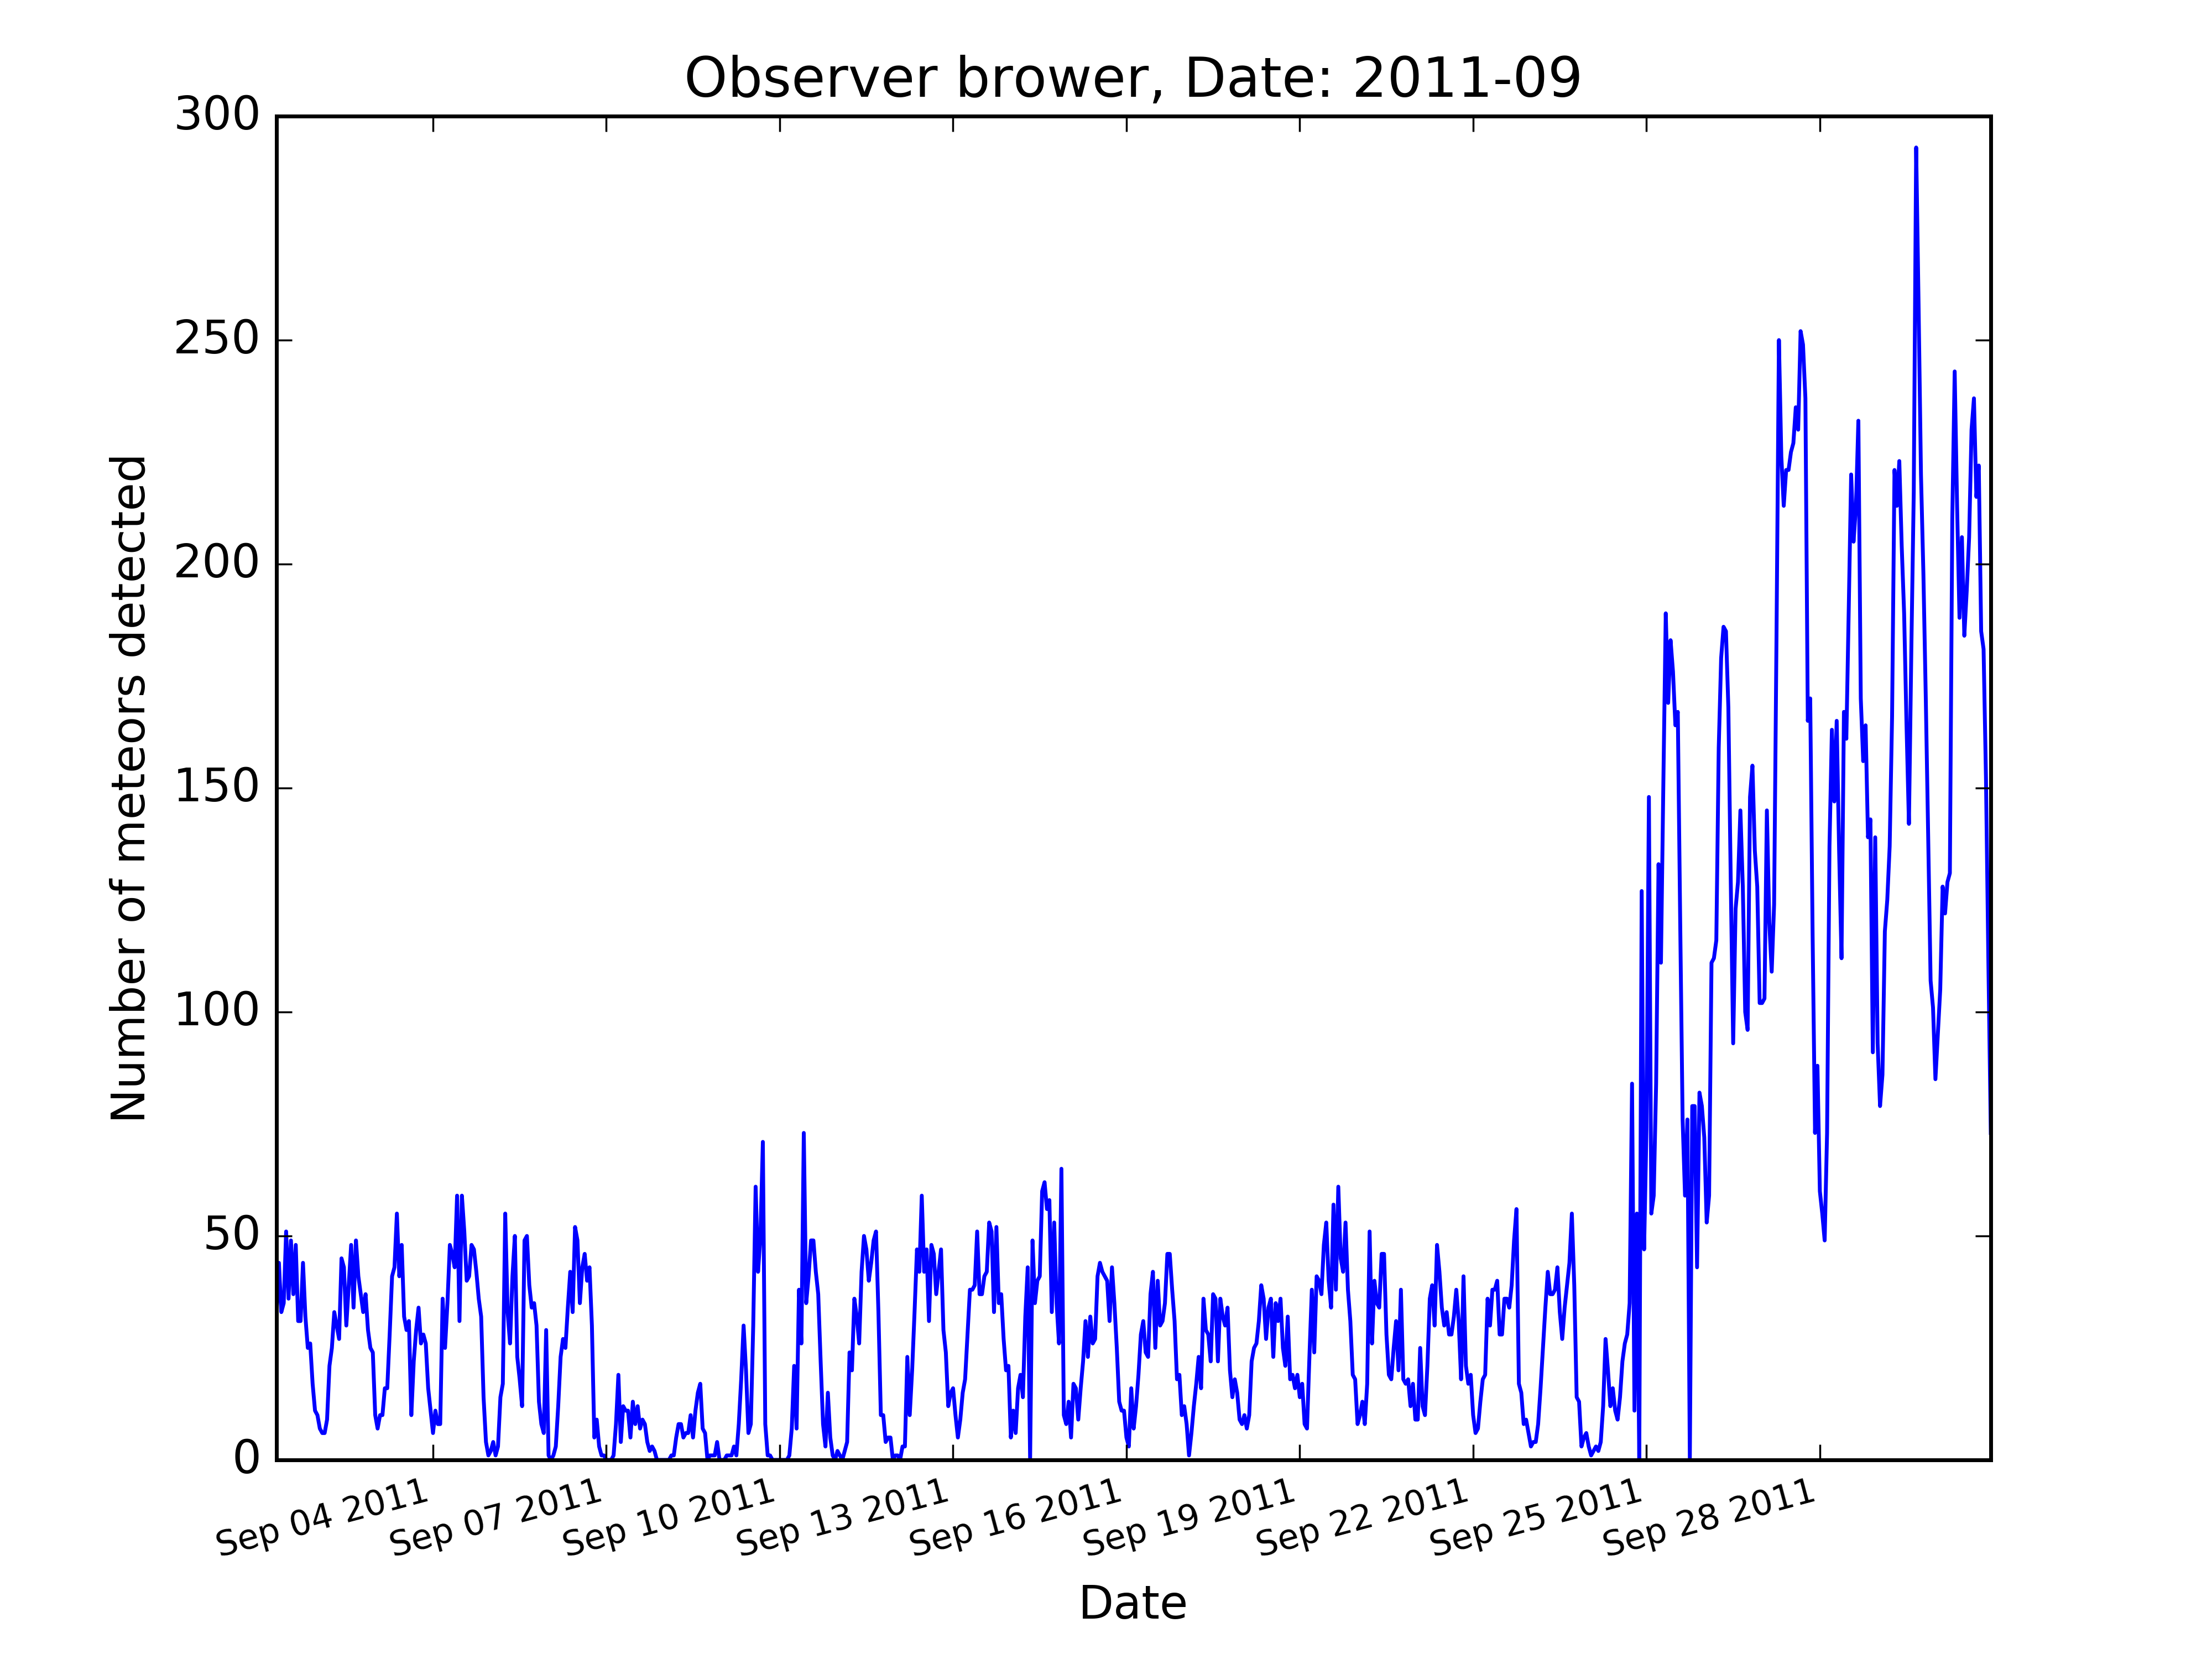 Observer brower, Date: 2011-09
300
250
200
150
100
50
0
Number of meteors detected
Sep 04 2011
Sep 07 2011
Sep 10 2011
Sep 13 2011
Sep 16 2011
Sep 19 2011
Sep 22 2011
Sep 25 2011
Sep 28 2011
Date